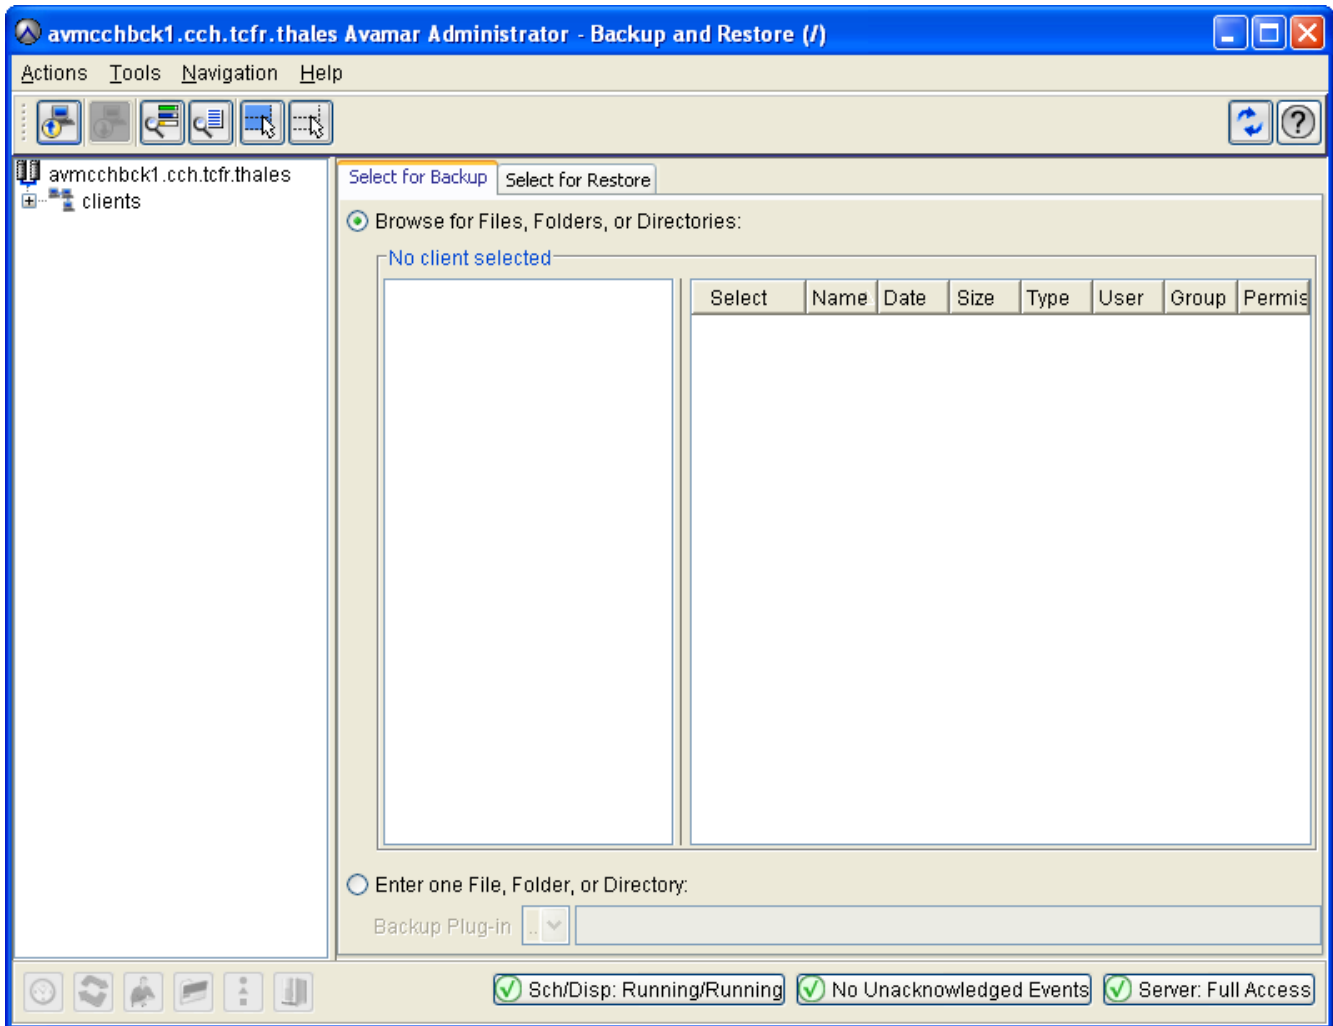 avmcchbck1.cch.tcfr.thales Avamar Administrator - Backup and Restore (/)
Actions Tools Navigation Help
avmcchbck1.cch.tcfr.thales
clients
Select for Backup Select for Restore
Browse for Files, Folders, or Directories:
No client selected
Select Name Date Size Type User Group Permis
Enter one File, Folder, or Directory:
Backup Plug-in ..
Sch/Disp: Running/Running No Unacknowledged Events Server: Full Access